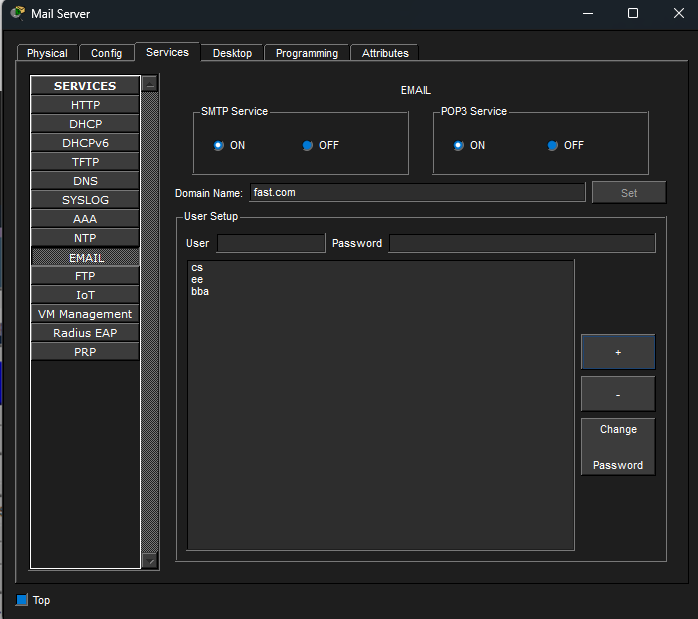 Mail Server
Physical Config Services Desktop Programming Attributes
SERVICES
HTTP
DHCP
DHCPv6
TFTP
DNS
SYSLOG
AAA
NTP
EMAIL
FTP
IoT
VM Management
Radius EAP
PRP
EMAIL
SMTP Service
ON OFF
POP3 Service
ON OFF
Domain Name: fast.com Set
User Setup
User Password
cs
ee
bba
+
-
Change
Password
Top